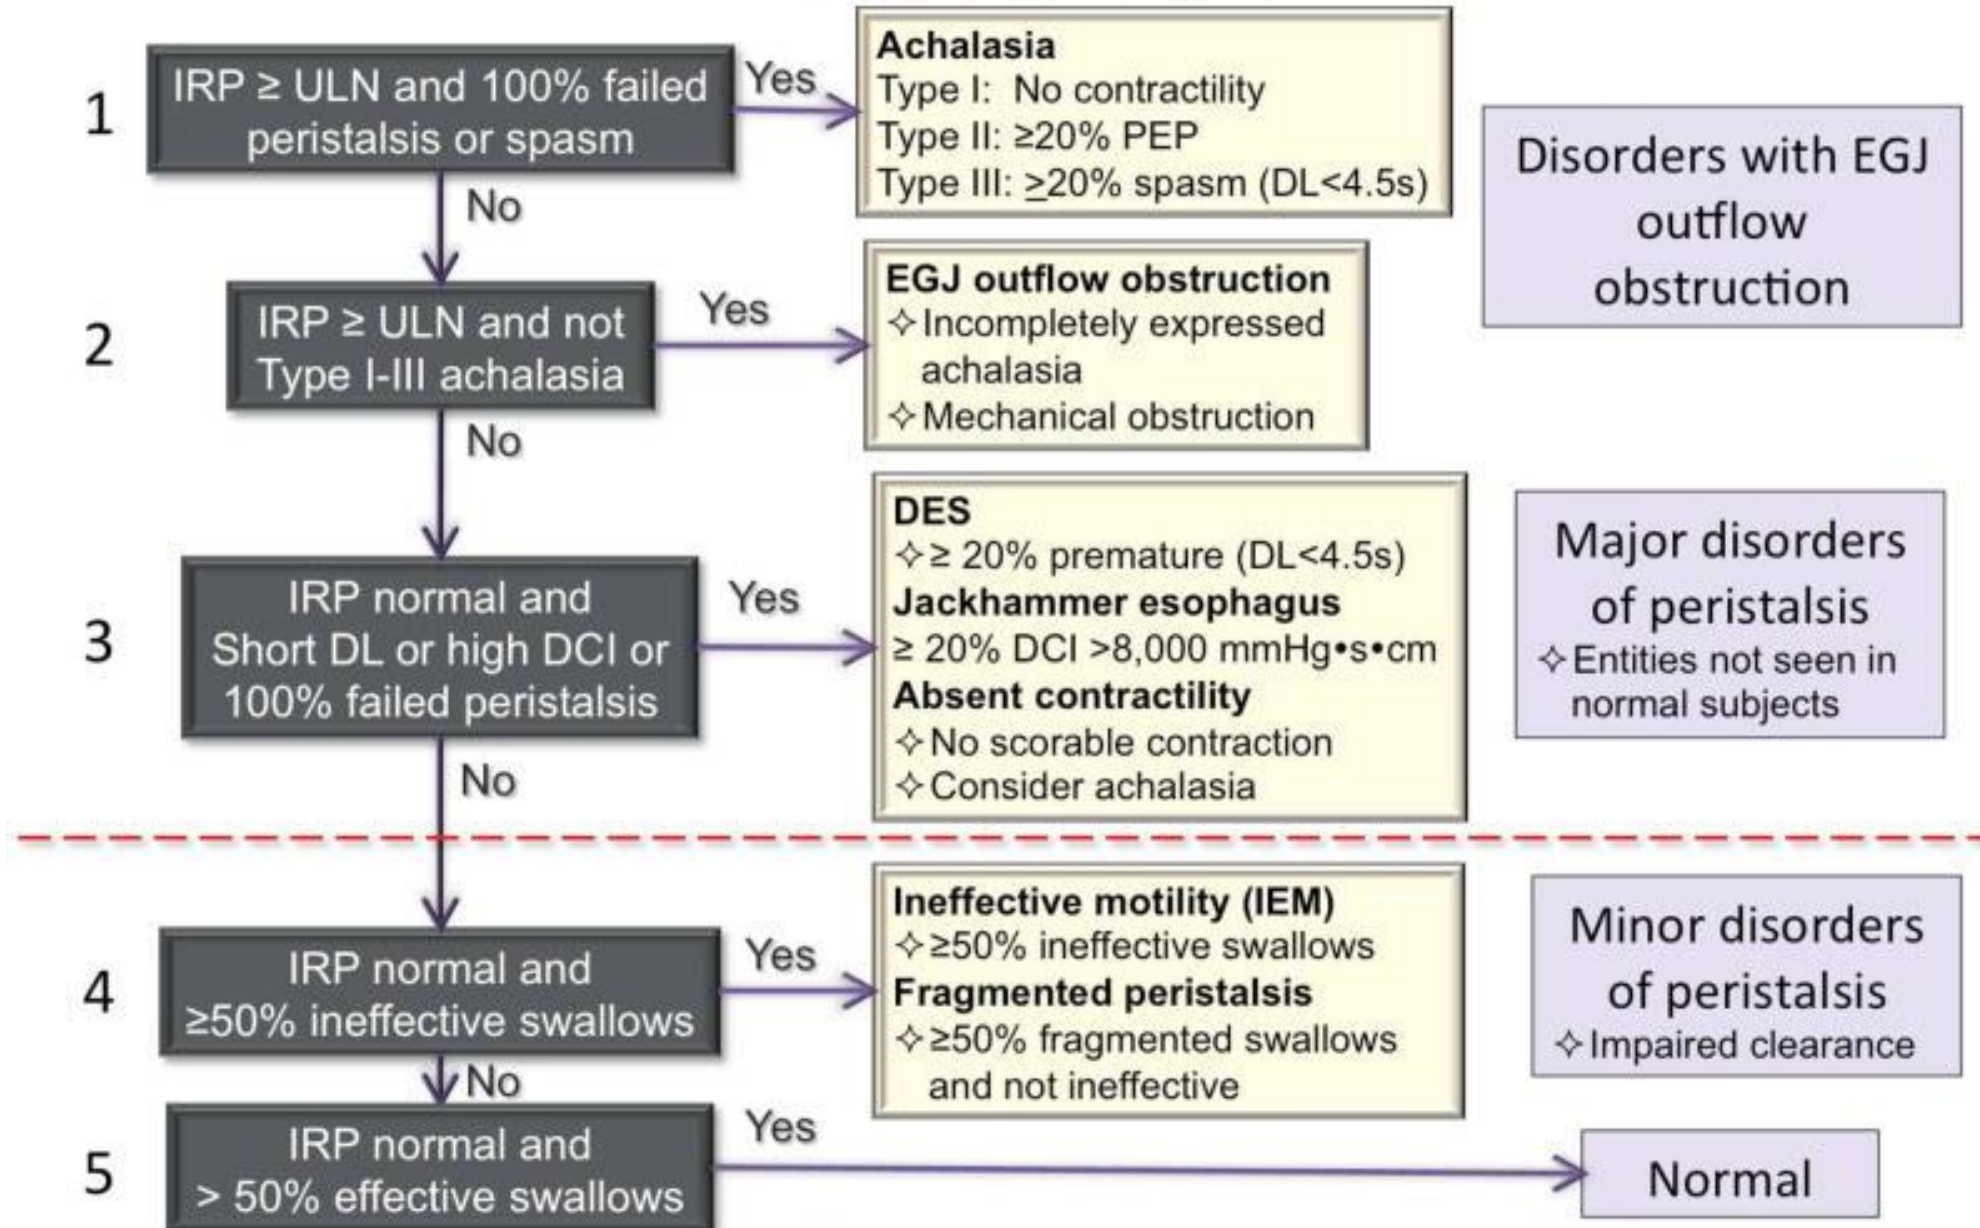 1
IRP ≥ ULN and 100% failed
peristalsis or spasm
Yes
Achalasia
Type I: No contractility
Type II: ≥20% PEP
Type III: ≥20% spasm (DL<4.5s)
Disorders with EGJ
outflow
obstruction
No
2
IRP ≥ ULN and not
Type I-III achalasia
Yes
EGJ outflow obstruction
✧Incompletely expressed
achalasia
✧Mechanical obstruction
No
3
IRP normal and
Short DL or high DCI or
100% failed peristalsis
Yes
DES
✧≥ 20% premature (DL<4.5s)
Jackhammer esophagus
≥ 20% DCI >8,000 mmHg•s•cm
Absent contractility
✧No scorable contraction
✧Consider achalasia
Major disorders
of peristalsis
✧Entities not seen in
normal subjects
No
4
IRP normal and
≥50% ineffective swallows
Yes
Ineffective motility (IEM)
✧≥50% ineffective swallows
Fragmented peristalsis
✧≥50% fragmented swallows
and not ineffective
Minor disorders
of peristalsis
✧Impaired clearance
No
5
IRP normal and
> 50% effective swallows
Yes
Normal